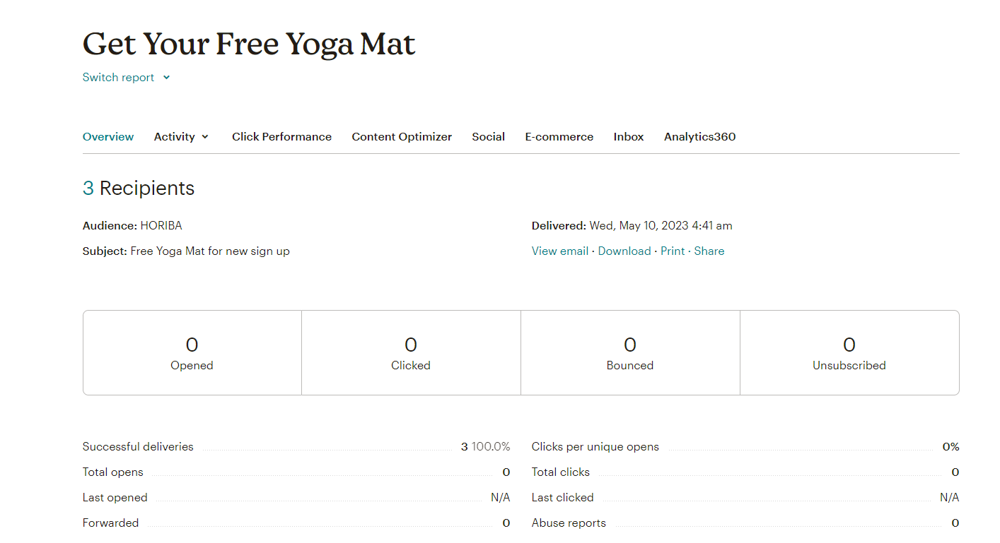 Get Your Free Yoga Mat
Switch report
Overview Activity Click Performance Content Optimizer Social E-commerce Inbox Analytics360
3 Recipients
Audience: HORIBA
Delivered: Wed, May 10, 2023 4:41 am
Subject: Free Yoga Mat for new sign up
View email · Download · Print · Share
0
Opened
0
Clicked
0
Bounced
0
Unsubscribed
Successful deliveries 3 100.0%
Clicks per unique opens 0%
Total opens 0
Total clicks 0
Last opened N/A
Last clicked N/A
Forwarded 0
Abuse reports 0